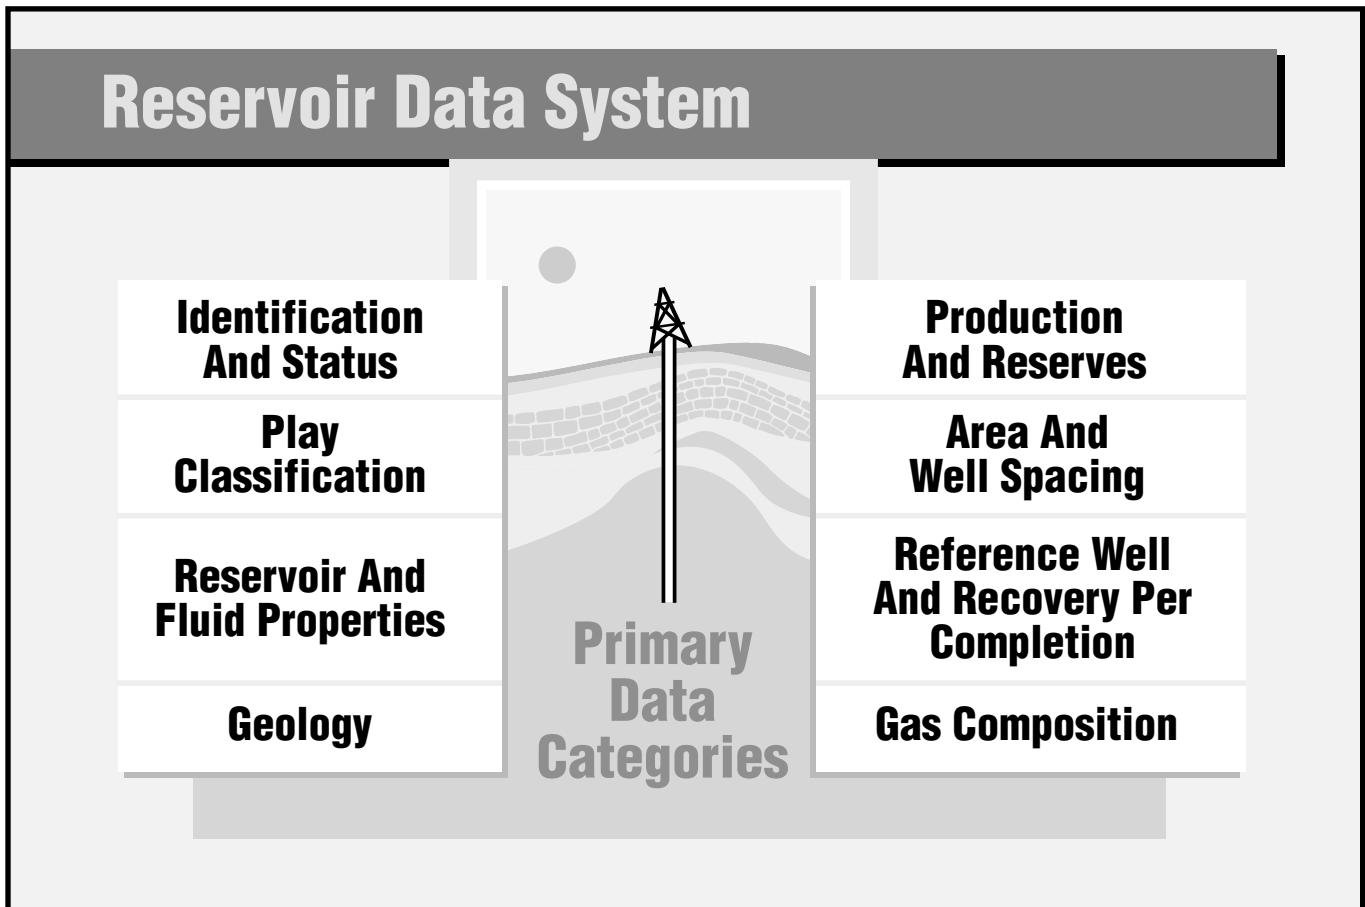 Reservoir Data System
Identification
And Status
Play
Classification
Reservoir And
Fluid Properties
Geology
Primary
Data
Categories
Production
And Reserves
Area And
Well Spacing
Reference Well
And Recovery Per
Completion
Gas Composition